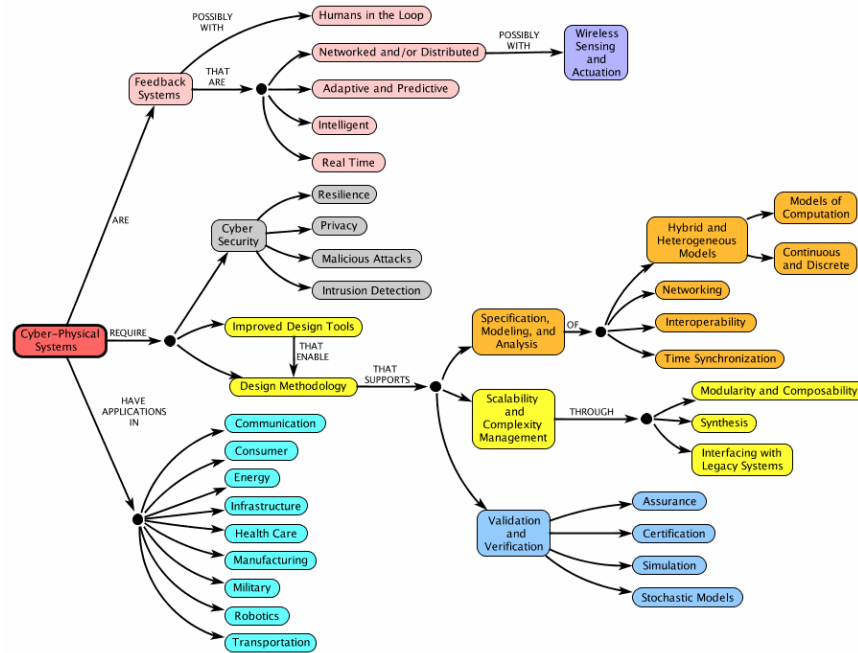 POSSIBLY
WITH
Humans in the Loop
Feedback
Systems
THAT
ARE
Networked and/or Distributed
POSSIBLY
WITH
Wireless
Sensing
and
Actuation
Adaptive and Predictive
Intelligent
Real Time
ARE
Cyber-Physical
Systems
REQUIRE
Cyber
Security
Resilience
Privacy
Malicious Attacks
Intrusion Detection
Improved Design Tools
THAT
ENABLE
Design Methodology
THAT
SUPPORTS
Specification,
Modeling, and
Analysis
OF
Hybrid and
Heterogeneous
Models
Models of
Computation
Continuous
and Discrete
Networking
Interoperability
Time Synchronization
Scalability
and
Complexity
Management
THROUGH
Modularity and Composability
Synthesis
Interfacing with
Legacy Systems
Validation
and
Verification
Assurance
Certification
Simulation
Stochastic Models
HAVE
APPLICATIONS
IN
Communication
Consumer
Energy
Infrastructure
Health Care
Manufacturing
Military
Robotics
Transportation